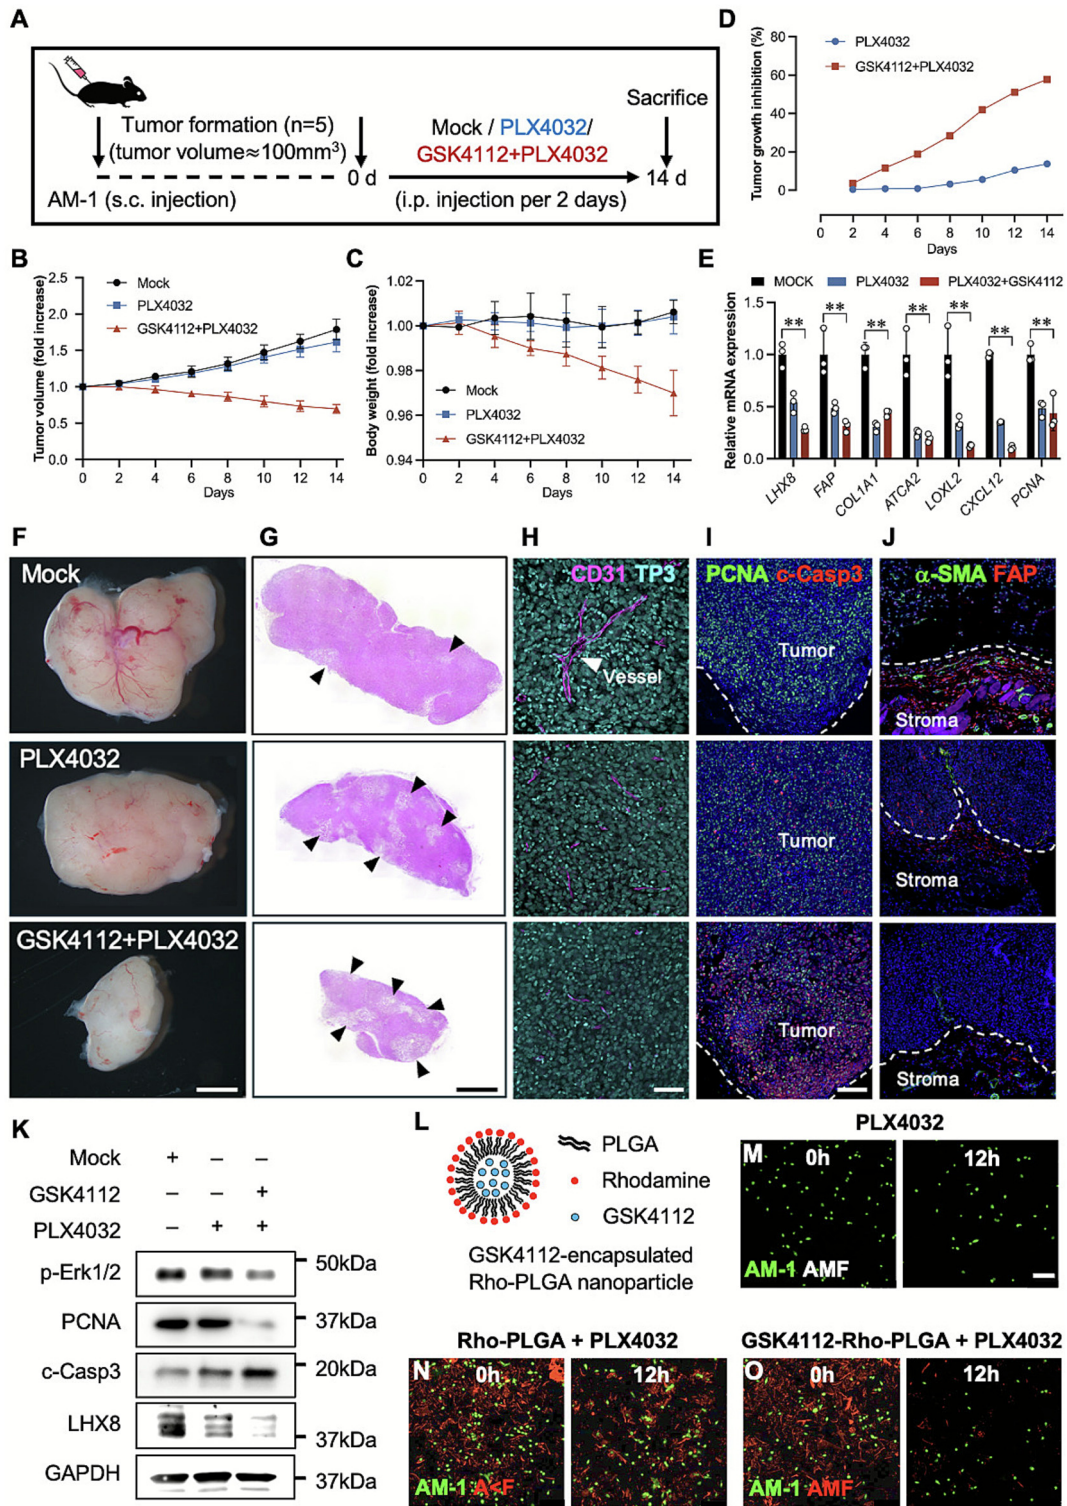 A
Tumor formation (n=5)
(tumor volume≈100mm³)
AM-1 (s.c. injection)
0 d
Mock / PLX4032/
GSK4112+PLX4032
(i.p. injection per 2 days)
Sacrifice
14 d
D
Tumor growth inhibition (%)
80
60
40
20
0
PLX4032
GSK4112+PLX4032
0 2 4 6 8 10 12 14
Days
B
Tumor volume (fold increase)
2.5
2.0
1.5
1.0
0.5
0.0
Mock
PLX4032
GSK4112+PLX4032
0 2 4 6 8 10 12 14
Days
C
Body weight (fold increase)
1.02
1.00
0.98
0.96
0.94
Mock
PLX4032
GSK4112+PLX4032
0 2 4 6 8 10 12 14
Days
E
MOCK PLX4032 PLX4032+GSK4112
Relative mRNA expression
1.5
1.0
0.5
0.0
** ** ** ** ** ** **
LHX8 FAP COL1A1 ATCA2 LOXL2 CXCL12 PCNA
F
Mock
PLX4032
GSK4112+PLX4032
G
H
CD31 TP3
Vessel
I
PCNA c-Casp3
Tumor
Tumor
Tumor
J
α-SMA FAP
Stroma
Stroma
Stroma
K
Mock + – –
GSK4112 – – +
PLX4032 – + +
p-Erk1/2 50kDa
PCNA 37kDa
c-Casp3 20kDa
LHX8 37kDa
GAPDH 37kDa
L
PLGA
Rhodamine
GSK4112
GSK4112-encapsulated
Rho-PLGA nanoparticle
PLX4032
M 0h 12h
AM-1 AMF
Rho-PLGA + PLX4032
N 0h 12h
AM-1 A<F
GSK4112-Rho-PLGA + PLX4032
O 0h 12h
AM-1 AMF